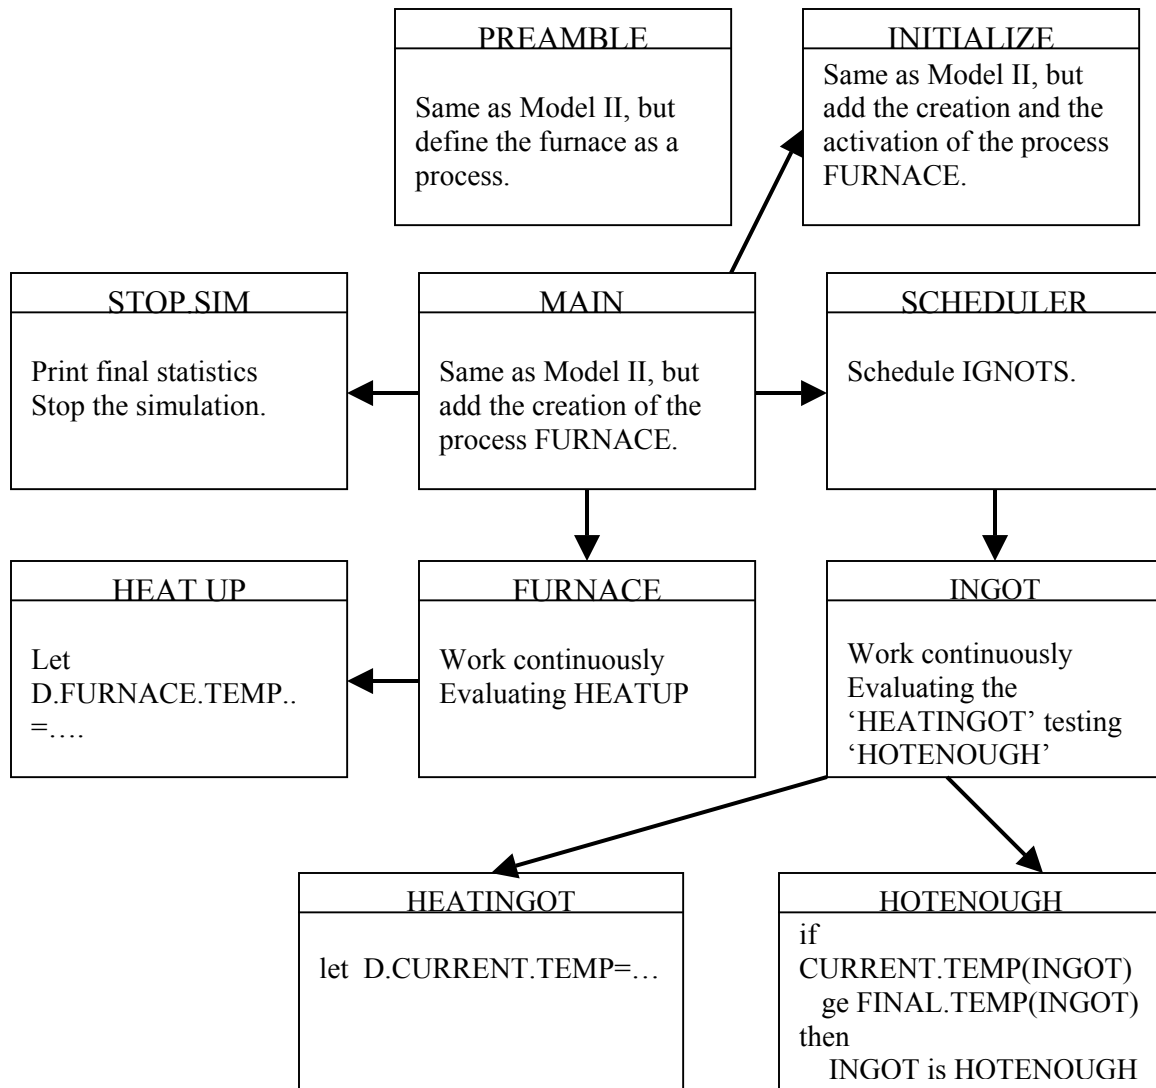 PREAMBLE
Same as Model II, but
define the furnace as a
process.
INITIALIZE
Same as Model II, but
add the creation and the
activation of the process
FURNACE.
STOP.SIM
Print final statistics
Stop the simulation.
MAIN
Same as Model II, but
add the creation of the
process FURNACE.
SCHEDULER
Schedule IGNOTS.
HEAT UP
Let
D.FURNACE.TEMP..
=….
FURNACE
Work continuously
Evaluating HEATUP
INGOT
Work continuously
Evaluating the
‘HEATINGOT’ testing
‘HOTENOUGH’
HEATINGOT
let D.CURRENT.TEMP=…
HOTENOUGH
if
CURRENT.TEMP(INGOT)
ge FINAL.TEMP(INGOT)
then
INGOT is HOTENOUGH